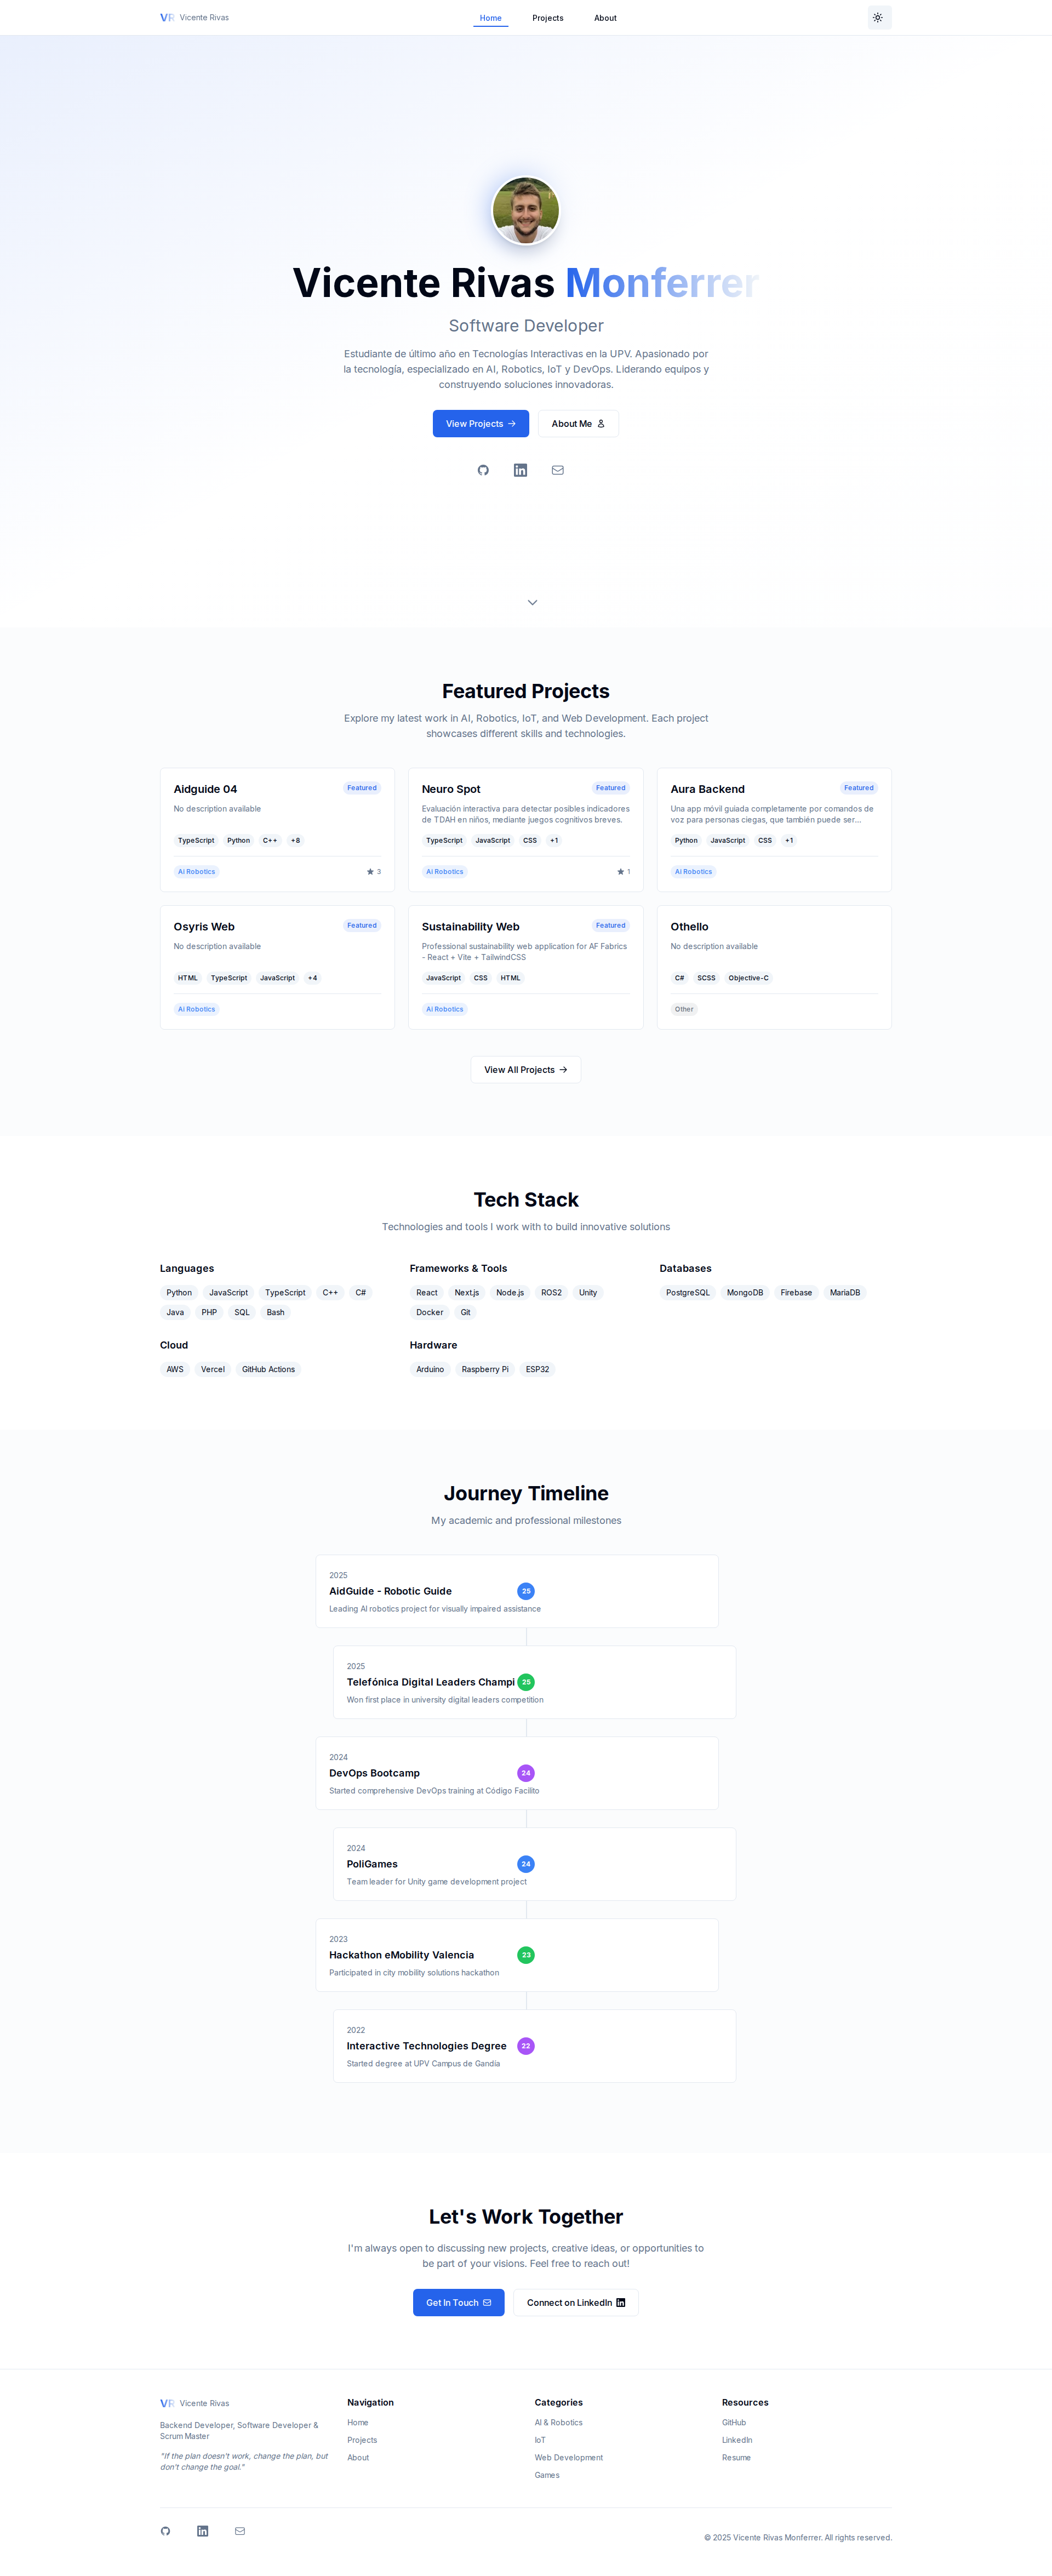 VR Vicente Rivas
Home Projects About
Vicente Rivas Monferrer
Software Developer
Estudiante de último año en Tecnologías Interactivas en la UPV. Apasionado por
la tecnología, especializado en AI, Robotics, IoT y DevOps. Liderando equipos y
construyendo soluciones innovadoras.
View Projects
About Me
Featured Projects
Explore my latest work in AI, Robotics, IoT, and Web Development. Each project
showcases different skills and technologies.
Aidguide 04 Featured
No description available
TypeScript Python C++ +8
Ai Robotics 3
Neuro Spot Featured
Evaluación interactiva para detectar posibles indicadores
de TDAH en niños, mediante juegos cognitivos breves.
TypeScript JavaScript CSS +1
Ai Robotics 1
Aura Backend Featured
Una app móvil guiada completamente por comandos de
voz para personas ciegas, que también puede ser...
Python JavaScript CSS +1
Ai Robotics
Osyris Web Featured
No description available
HTML TypeScript JavaScript +4
Ai Robotics
Sustainability Web Featured
Professional sustainability web application for AF Fabrics
- React + Vite + TailwindCSS
JavaScript CSS HTML
Ai Robotics
Othello
No description available
C# SCSS Objective-C
Other
View All Projects
Tech Stack
Technologies and tools I work with to build innovative solutions
Languages
Python JavaScript TypeScript C++ C#
Java PHP SQL Bash
Frameworks & Tools
React Next.js Node.js ROS2 Unity
Docker Git
Databases
PostgreSQL MongoDB Firebase MariaDB
Cloud
AWS Vercel GitHub Actions
Hardware
Arduino Raspberry Pi ESP32
Journey Timeline
My academic and professional milestones
2025
AidGuide - Robotic Guide 25
Leading AI robotics project for visually impaired assistance
2025
Telefónica Digital Leaders Champi 25
Won first place in university digital leaders competition
2024
DevOps Bootcamp 24
Started comprehensive DevOps training at Código Facilito
2024
PoliGames 24
Team leader for Unity game development project
2023
Hackathon eMobility Valencia 23
Participated in city mobility solutions hackathon
2022
Interactive Technologies Degree 22
Started degree at UPV Campus de Gandía
Let's Work Together
I'm always open to discussing new projects, creative ideas, or opportunities to
be part of your visions. Feel free to reach out!
Get In Touch
Connect on LinkedIn
VR Vicente Rivas
Backend Developer, Software Developer &
Scrum Master
"If the plan doesn't work, change the plan, but
don't change the goal."
Navigation
Home
Projects
About
Categories
AI & Robotics
IoT
Web Development
Games
Resources
GitHub
LinkedIn
Resume
© 2025 Vicente Rivas Monferrer. All rights reserved.